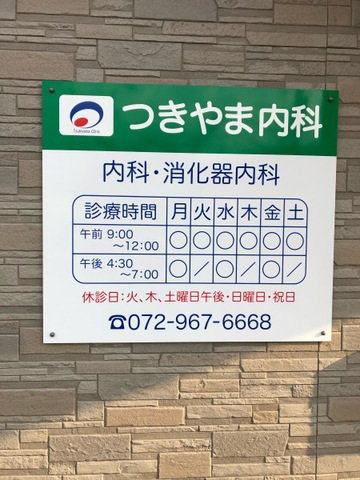 つきやま内科
Tsukiyama Clinic
内科・消化器内科
診療時間 月 火 水 木 金 土
午前 9:00 ～12:00 ○ ○ ○ ○ ○ ○
午後 4:30 ～7:00 ○ ／ ○ ／ ○ ／
休診日：火、木、土曜日午後・日曜日・祝日
☎072-967-6668